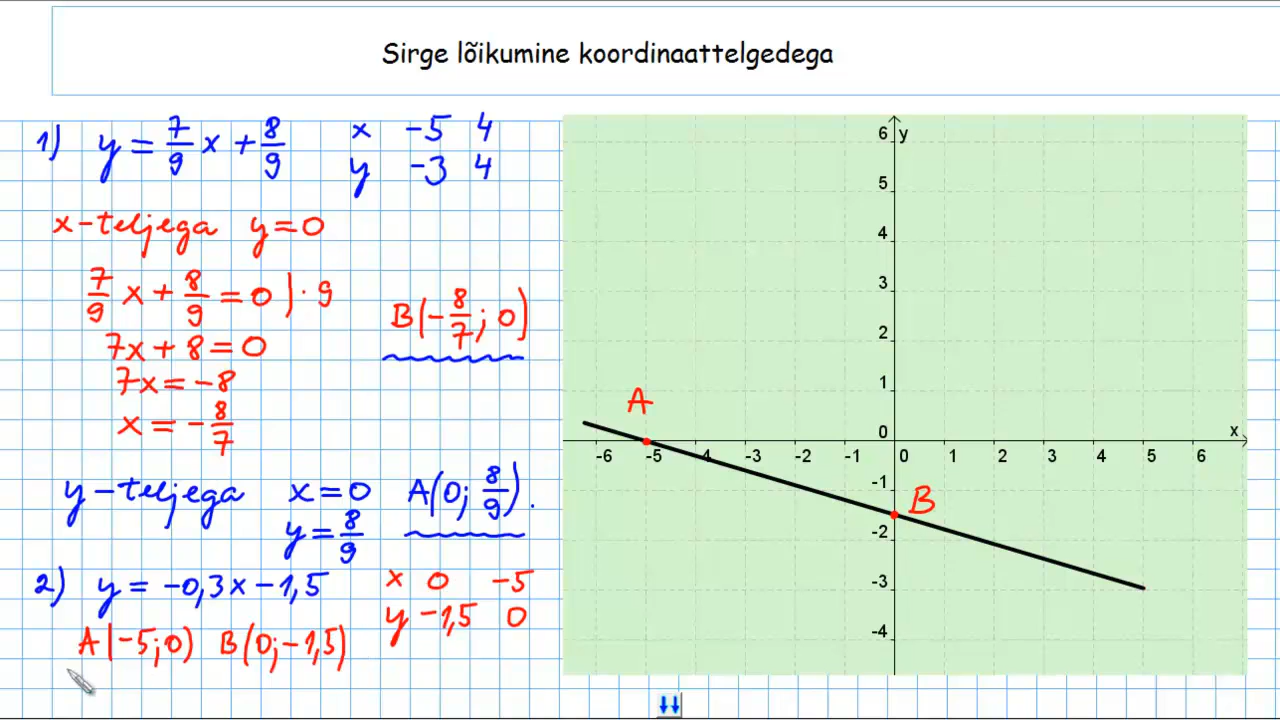 Sirge lõikumine koordinaattelgedega
1) y = 7/9 x + 8/9
x -5 4
y -3 4
x-teljega y = 0
7/9 x + 8/9 = 0 | · 9
7x + 8 = 0
7x = -8
x = -8/7
B(-8/7; 0)
y-teljega x = 0
y = 8/9
A(0; 8/9).
2) y = -0,3x - 1,5
x 0 -5
y -1,5 0
A(-5; 0) B(0; -1,5)
y
6
5
4
3
2
1
0
-1
-2
-3
-4
x
-6 -5 -4 -3 -2 -1 0 1 2 3 4 5 6
A
B